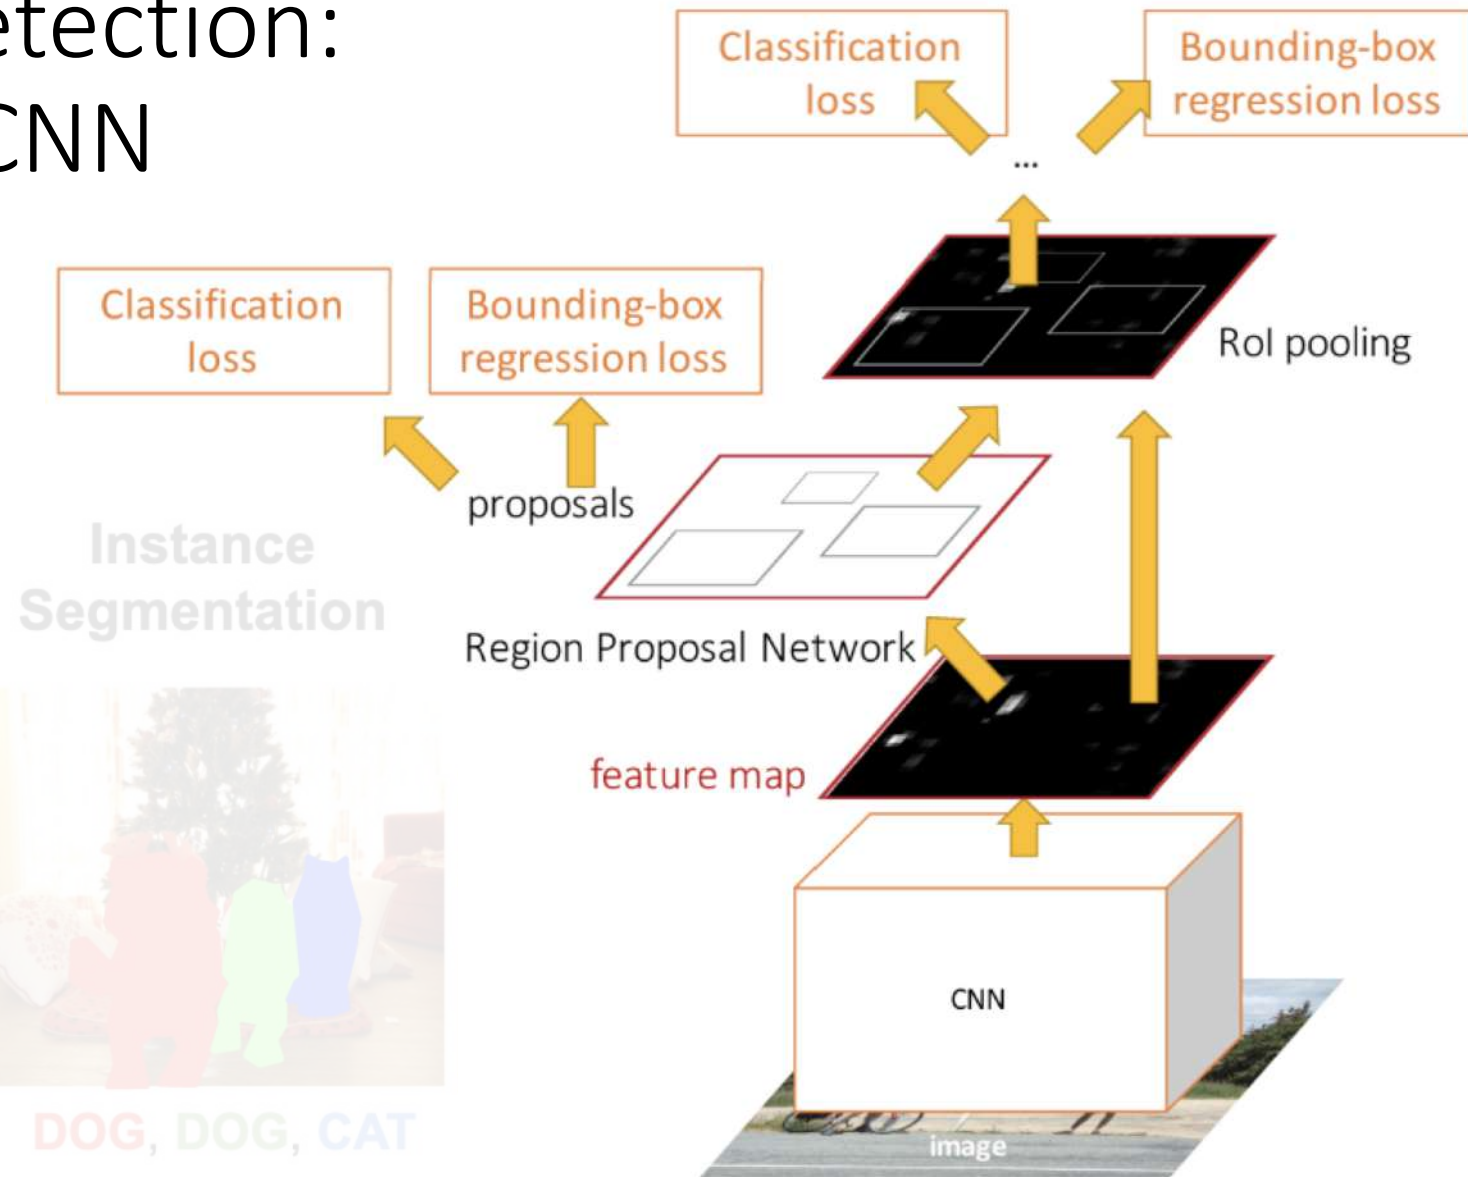 etection:
CNN
Classification
loss
Bounding-box
regression loss
...
Classification
loss
Bounding-box
regression loss
RoI pooling
proposals
Instance
Segmentation
Region Proposal Network
feature map
CNN
DOG, DOG, CAT
image